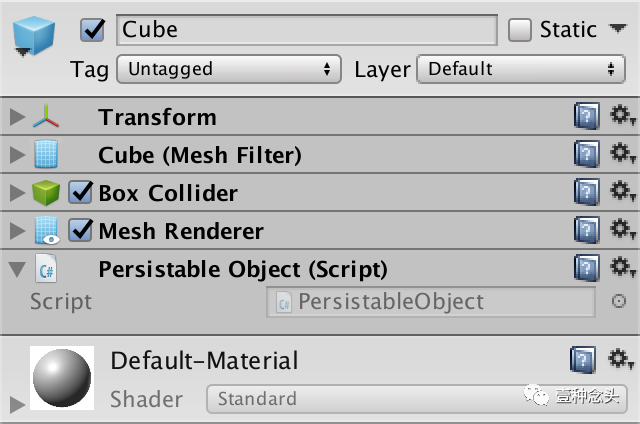 Cube
Static
Tag Untagged Layer Default
Transform
Cube (Mesh Filter)
Box Collider
Mesh Renderer
Persistable Object (Script)
Script PersistableObject
Default-Material
Shader Standard
壹种念头